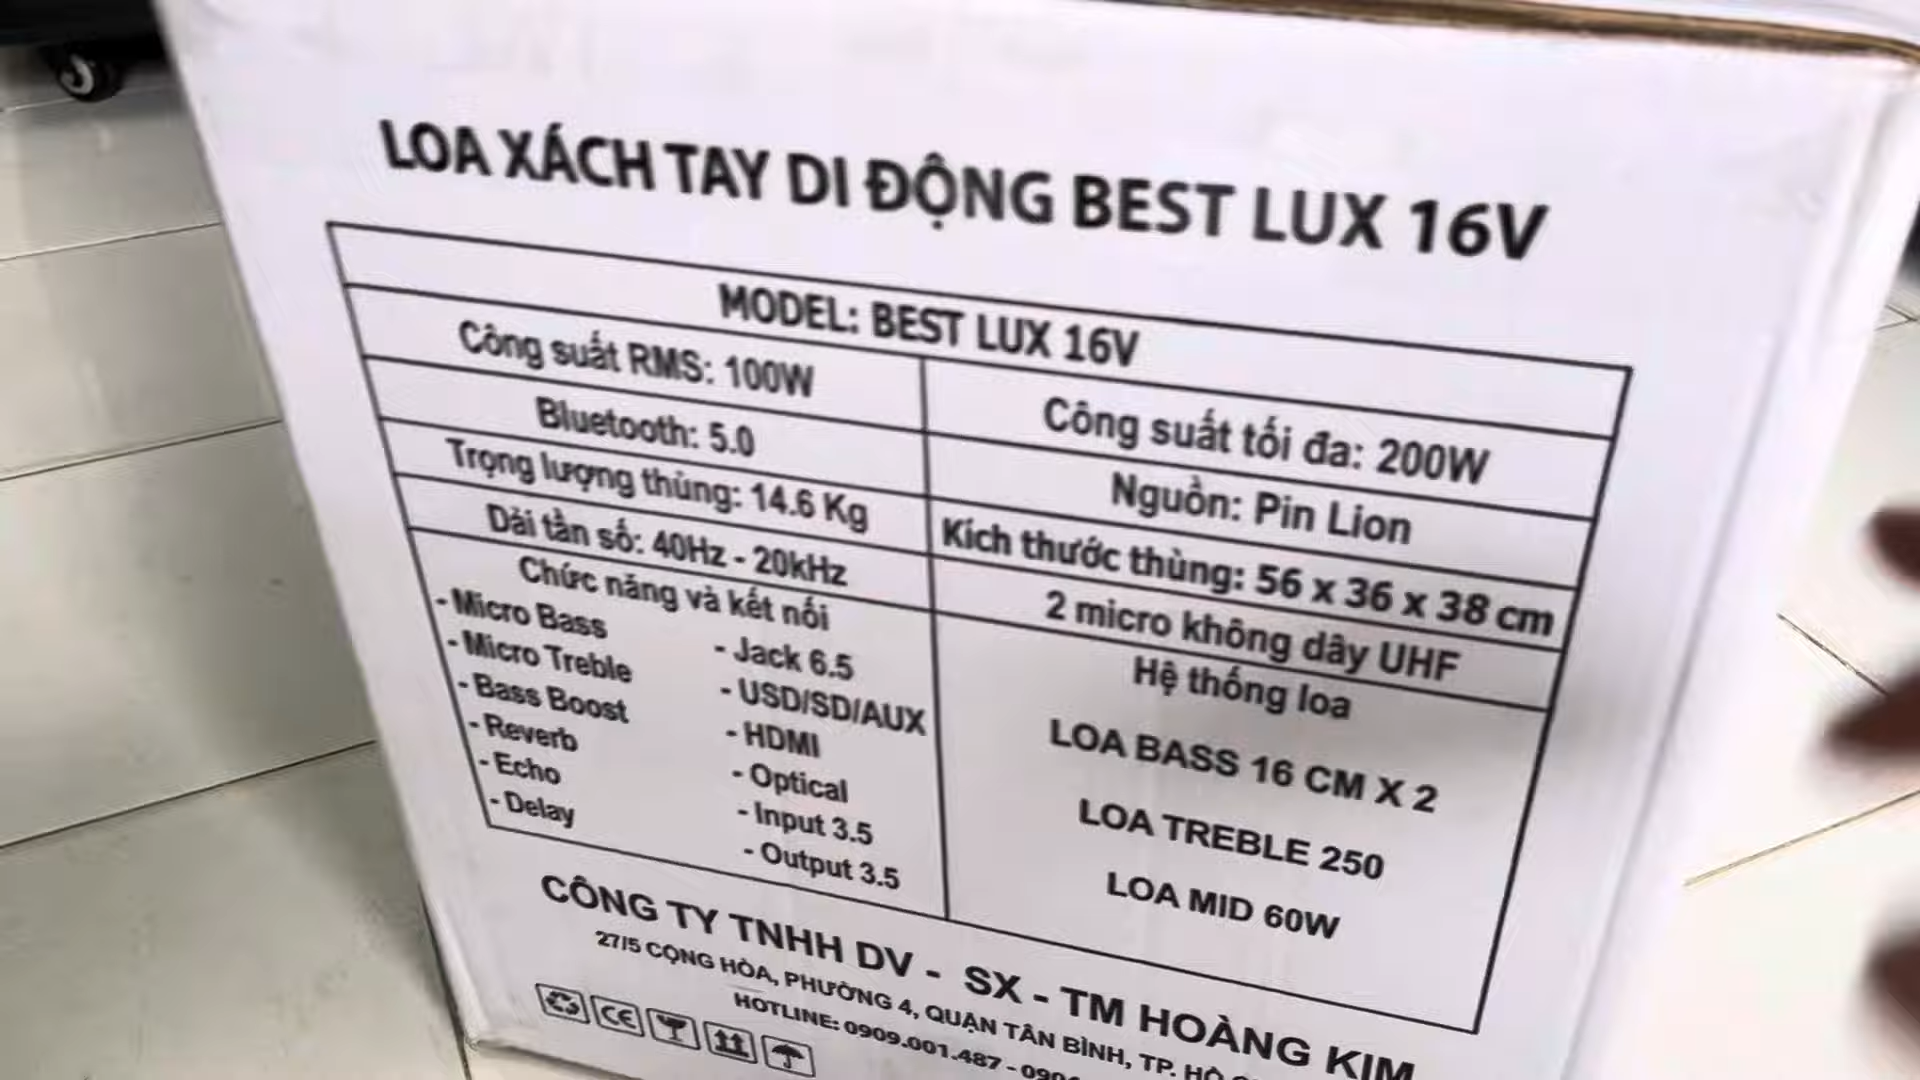 LOA XÁCH TAY DI ĐỘNG BEST LUX 16V
MODEL: BEST LUX 16V
Công suất RMS: 100W
Công suất tối đa: 200W
Bluetooth: 5.0
Nguồn: Pin Lion
Trọng lượng thùng: 14.6 Kg
Kích thước thùng: 56 x 36 x 38 cm
Dải tần số: 40Hz - 20kHz
2 micro không dây UHF
Chức năng và kết nối
- Micro Bass
- Micro Treble
- Bass Boost
- Reverb
- Echo
- Delay
- Jack 6.5
- USD/SD/AUX
- HDMI
- Optical
- Input 3.5
- Output 3.5
Hệ thống loa
LOA BASS 16 CM X 2
LOA TREBLE 250
LOA MID 60W
CÔNG TY TNHH DV - SX - TM HOÀNG KIM
27/5 CỘNG HÒA, PHƯỜNG 4, QUẬN TÂN BÌNH, TP.
HOTLINE: 0909.001.487 -
CE